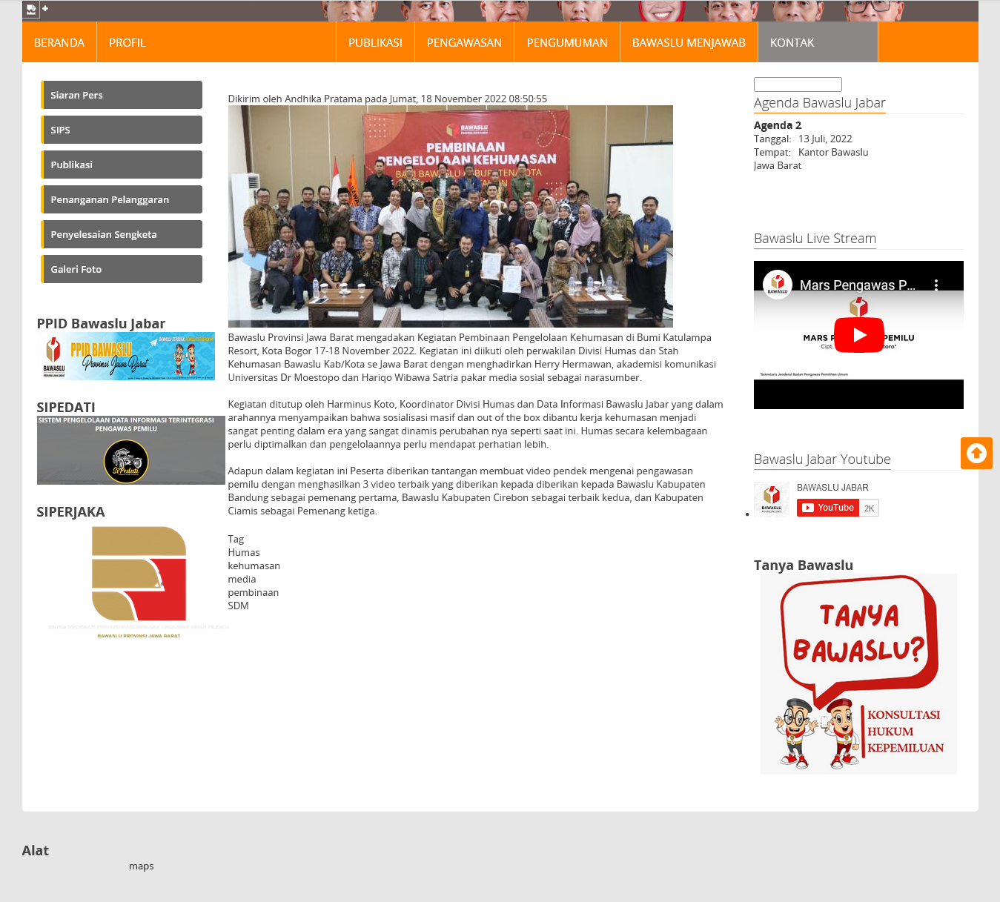 BERANDA
PROFIL
PUBLIKASI
PENGAWASAN
PENGUMUMAN
BAWASLU MENJAWAB
KONTAK
Siaran Pers
SIPS
Publikasi
Penanganan Pelanggaran
Penyelesaian Sengketa
Galeri Foto
PPID Bawaslu Jabar
BAWASLU
PPID BAWASLU
Provinsi Jawa Barat
SIPEDATI
SISTEM PENGELOLAAN DATA INFORMASI TERINTEGRASI
PENGAWAS PEMILU
SiPedati
SIPERJAKA
BAWASLU PROVINSI JAWA BARAT
Dikirim oleh Andhika Pratama pada Jumat, 18 November 2022 08:50:55
BAWASLU
PEMBINAAN
PENGELOLAAN KEHUMASAN
Bawaslu Provinsi Jawa Barat mengadakan Kegiatan Pembinaan Pengelolaan Kehumasan di Bumi Katulampa
Resort, Kota Bogor 17-18 November 2022. Kegiatan ini diikuti oleh perwakilan Divisi Humas dan Stah
Kehumasan Bawaslu Kab/Kota se Jawa Barat dengan menghadirkan Herry Hermawan, akademisi komunikasi
Universitas Dr Moestopo dan Hariqo Wibawa Satria pakar media sosial sebagai narasumber.
Kegiatan ditutup oleh Harminus Koto, Koordinator Divisi Humas dan Data Informasi Bawaslu Jabar yang dalam
arahannya menyampaikan bahwa sosialisasi masif dan out of the box dibantu kerja kehumasan menjadi
sangat penting dalam era yang sangat dinamis perubahan nya seperti saat ini. Humas secara kelembagaan
perlu diptimalkan dan pengelolaannya perlu mendapat perhatian lebih.
Adapun dalam kegiatan ini Peserta diberikan tantangan membuat video pendek mengenai pengawasan
pemilu dengan menghasilkan 3 video terbaik yang diberikan kepada diberikan kepada Bawaslu Kabupaten
Bandung sebagai pemenang pertama, Bawaslu Kabupaten Cirebon sebagai terbaik kedua, dan Kabupaten
Ciamis sebagai Pemenang ketiga.
Tag
Humas
kehumasan
media
pembinaan
SDM
Agenda Bawaslu Jabar
Agenda 2
Tanggal: 13 Juli, 2022
Tempat: Kantor Bawaslu
Jawa Barat
Bawaslu Live Stream
BAWASLU
Mars Pengawas P...
*Sekretaris Jenderal Badan Pengawas Pemilihan Umum
Bawaslu Jabar Youtube
BAWASLU
BAWASLU JABAR
YouTube 2K
Tanya Bawaslu
TANYA
BAWASLU?
KONSULTASI
HUKUM
KEPEMILUAN
Alat
maps